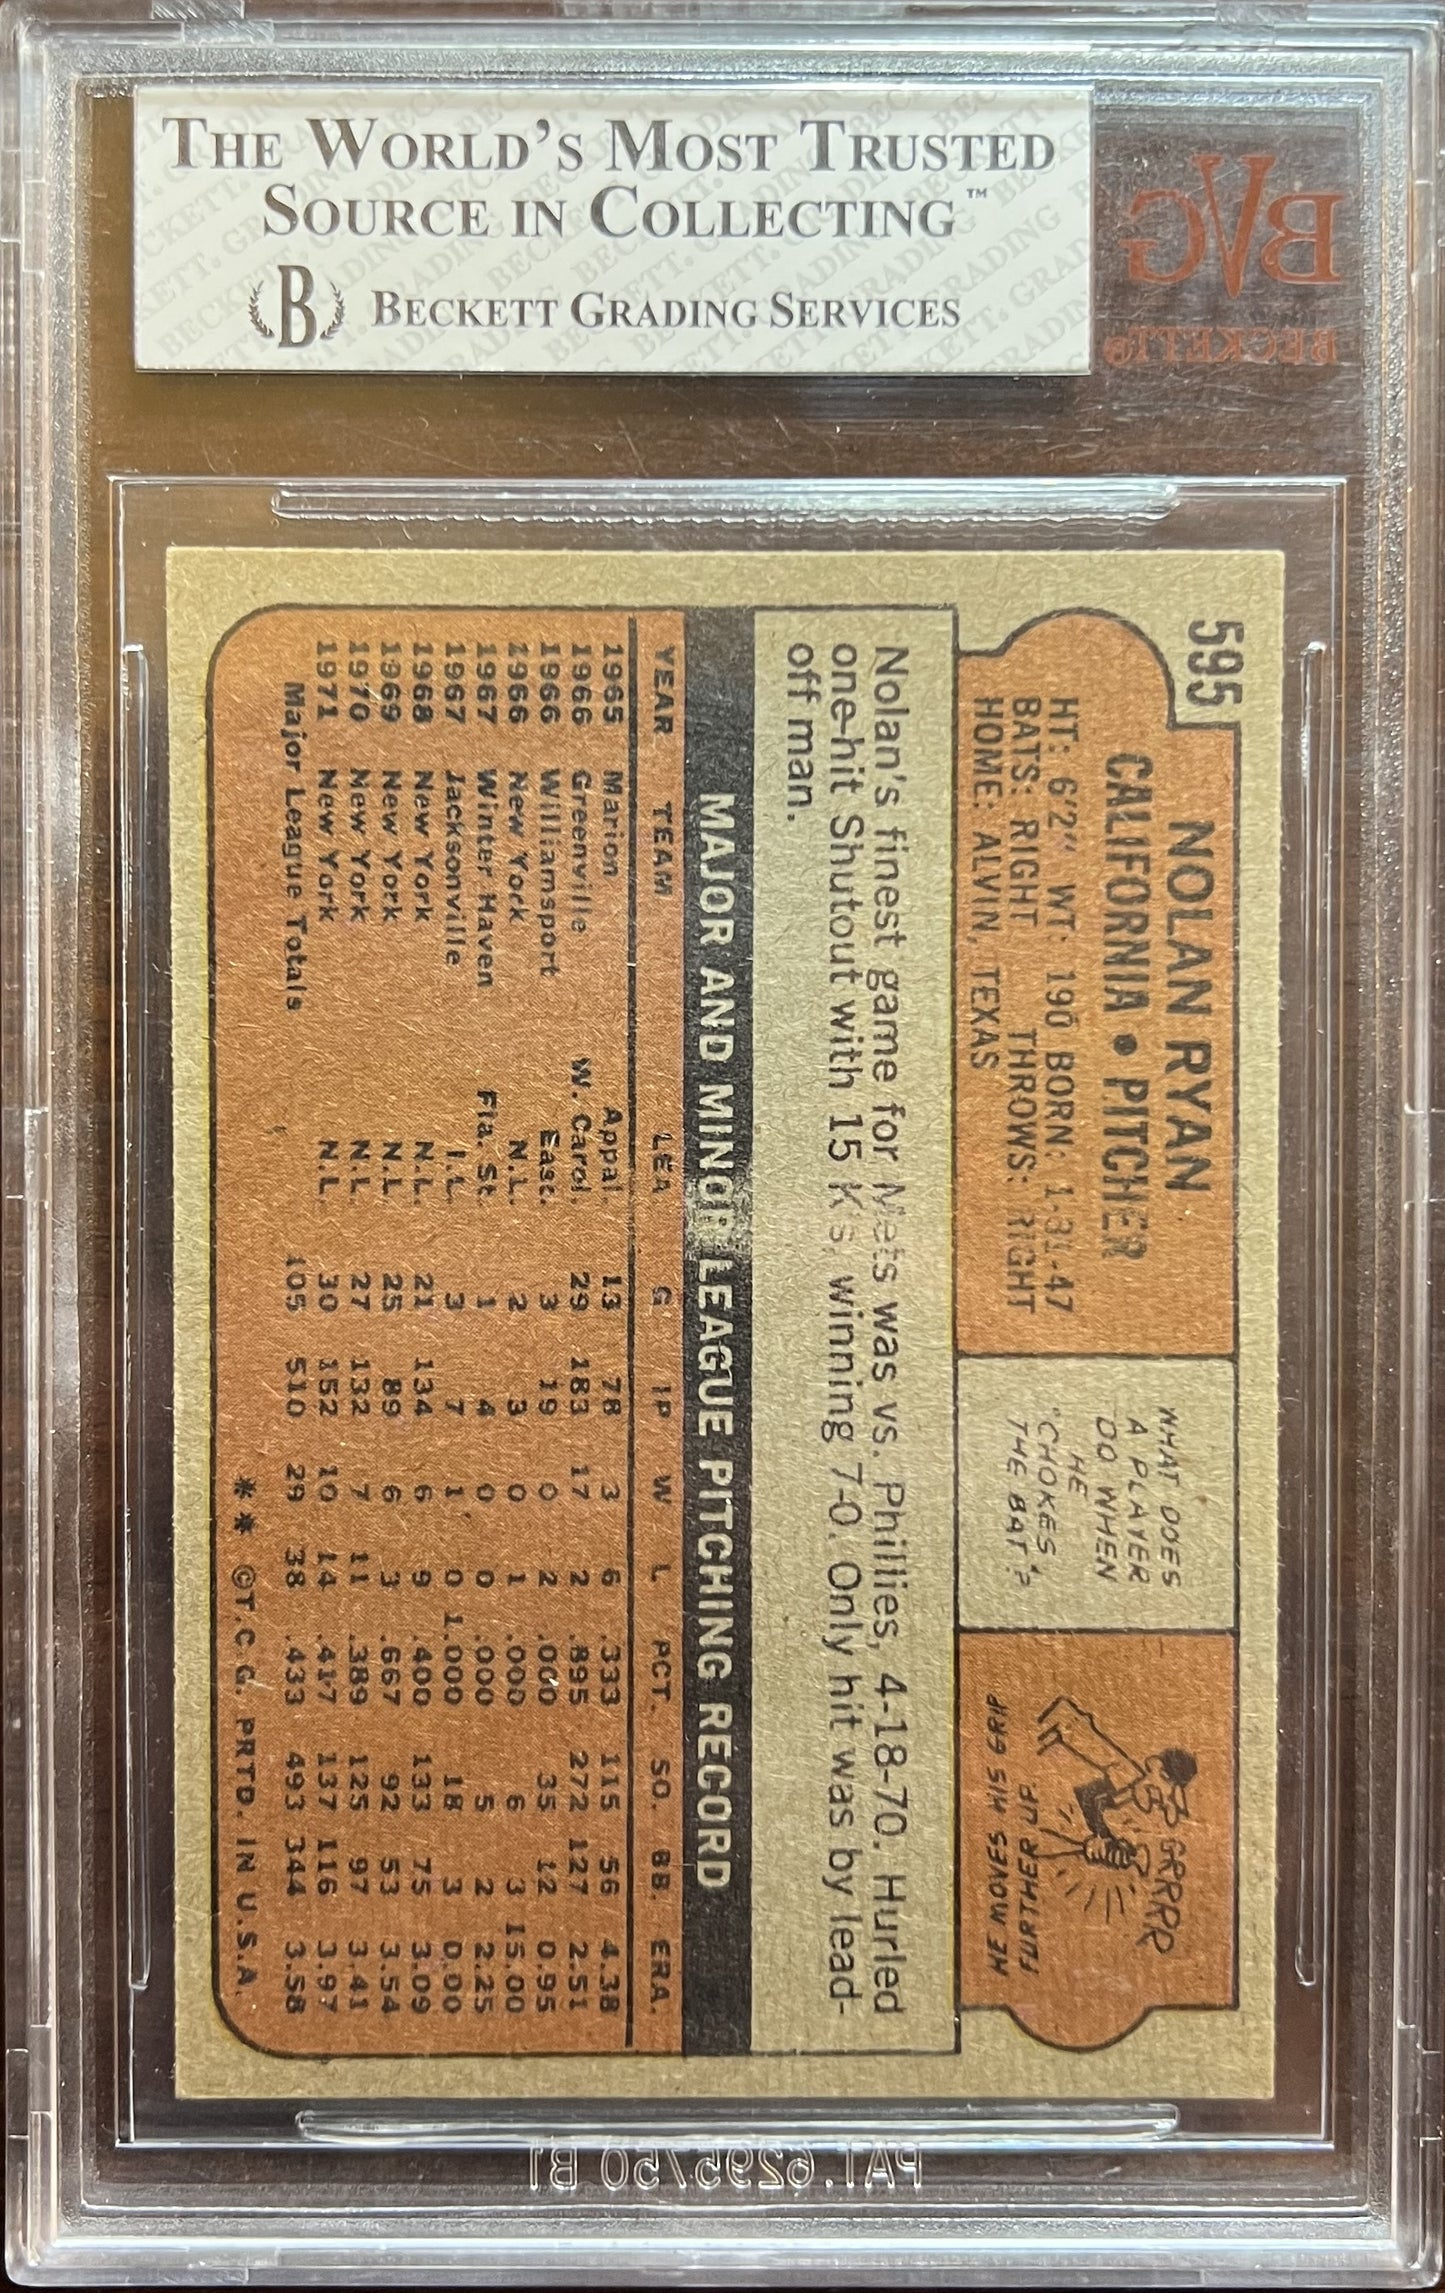 THE WORLD'S MOST TRUSTED
SOURCE IN COLLECTING™
B BECKETT GRADING SERVICES
BVG
BECKETT®
595
NOLAN RYAN
CALIFORNIA • PITCHER
HT: 6'2" WT: 190 BORN: 1-31-47
BATS: RIGHT THROWS: RIGHT
HOME: ALVIN, TEXAS
WHAT DOES
A PLAYER
DO WHEN
HE
"CHOKES
THE BAT"?
GRRRR
HE MOVES HIS GRIP
FURTHER UP.
Nolan's finest game for Mets was vs. Phillies, 4-18-70. Hurled
one-hit Shutout with 15 K's, winning 7-0. Only hit was by lead-
off man.
MAJOR AND MINOR LEAGUE PITCHING RECORD
YEAR TEAM LEA G IP W L PCT. SO. BB. ERA.
1965 Marion Appal. 13 78 3 6 .333 115 56 4.38
1966 Greenville W. Carol. 29 183 17 2 .895 272 127 2.51
1966 Williamsport East. 3 19 0 2 .000 35 12 0.95
1966 New York N.L. 2 3 0 1 .000 6 3 15.00
1967 Winter Haven Fla. St. 1 4 0 0 .000 5 2 2.25
1967 Jacksonville I.L. 3 7 1 0 1.000 18 3 0.00
1968 New York N.L. 21 134 6 9 .400 133 75 3.09
1969 New York N.L. 25 89 6 3 .667 92 53 3.54
1970 New York N.L. 27 132 7 11 .389 125 97 3.41
1971 New York N.L. 30 152 10 14 .417 137 116 3.97
Major League Totals 105 510 29 38 .433 493 344 3.58
** ©T.C.G. PRTD. IN U.S.A.
PAT. 6295750 B1